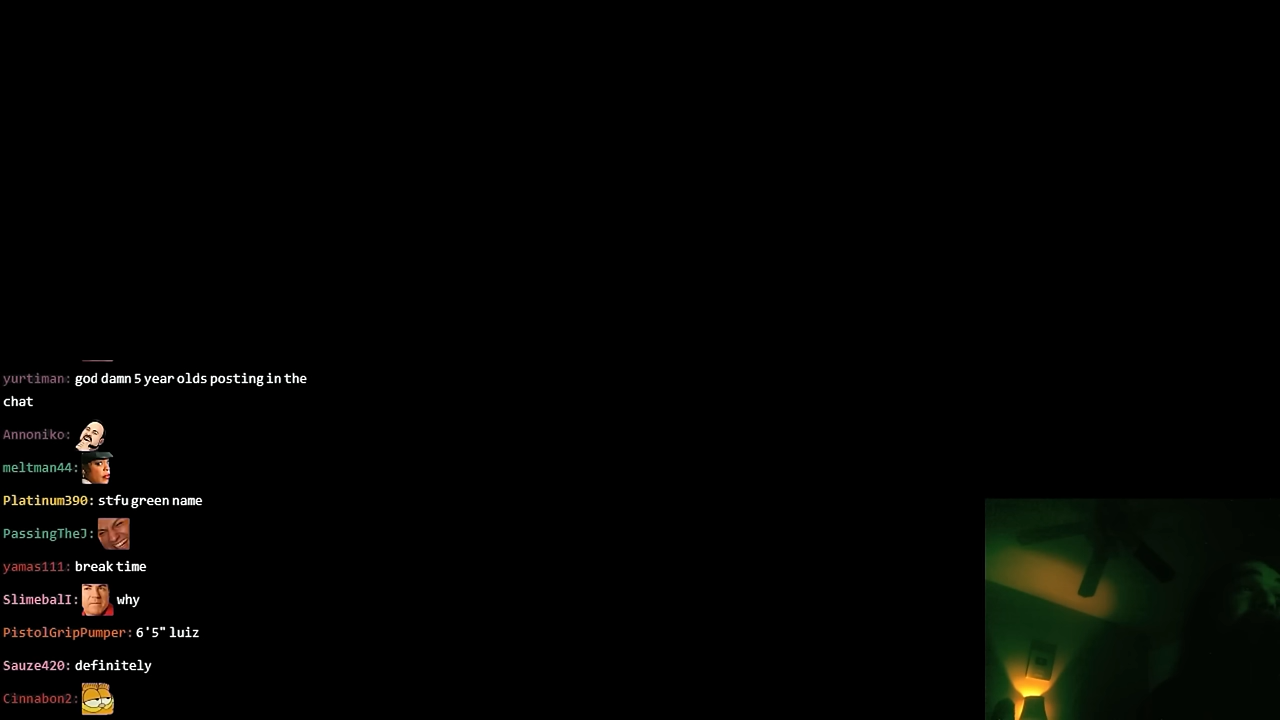 yurtiman: god damn 5 year olds posting in the
chat
Annoniko:
meltman44:
Platinum390: stfu green name
PassingTheJ:
yamas111: break time
SlimebalI: why
PistolGripPumper: 6'5" luiz
Sauze420: definitely
Cinnabon2: